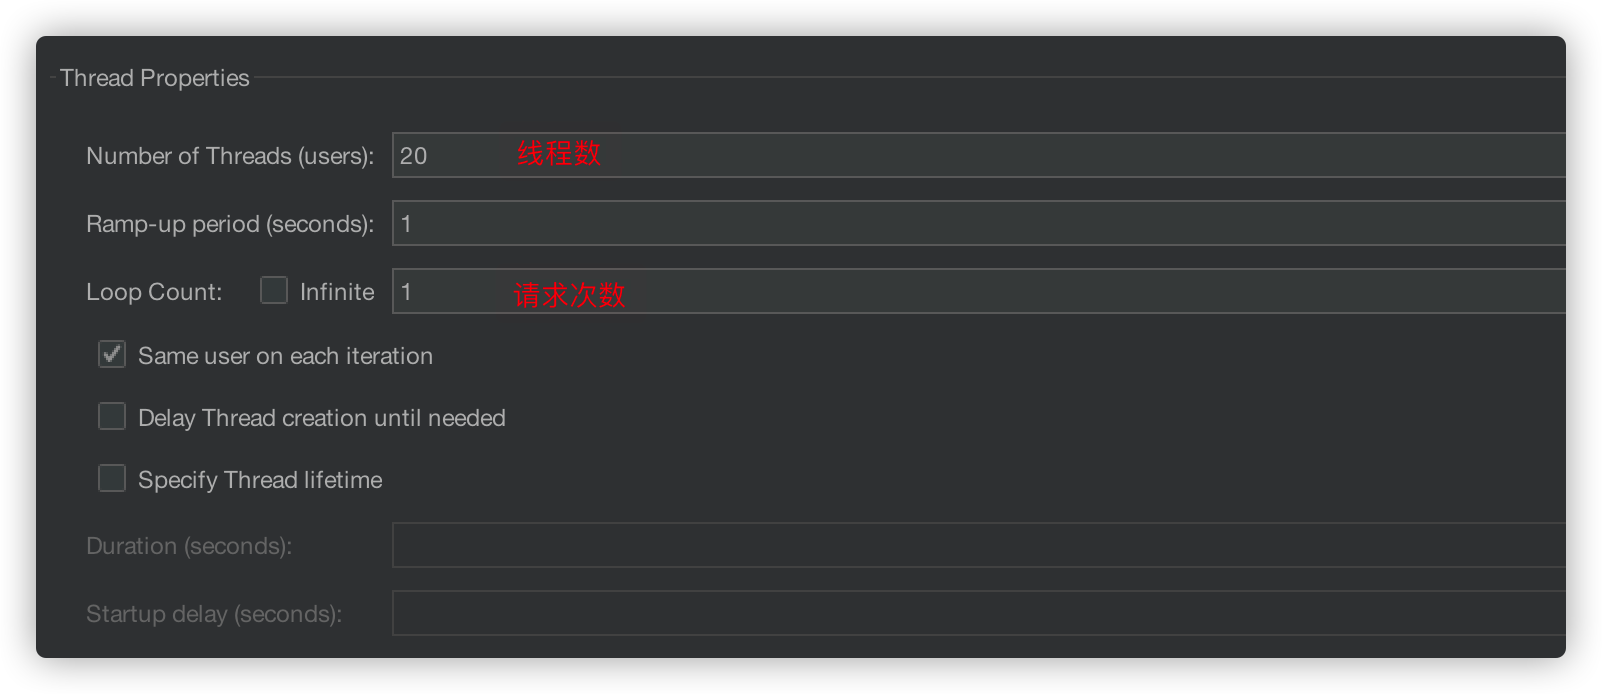 Thread Properties
Number of Threads (users): 20 线程数
Ramp-up period (seconds): 1
Loop Count: Infinite 1 请求次数
Same user on each iteration
Delay Thread creation until needed
Specify Thread lifetime
Duration (seconds):
Startup delay (seconds):